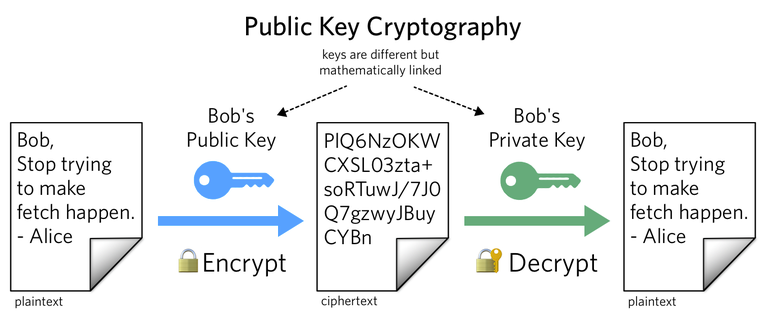 Public Key Cryptography
keys are different but
mathematically linked
Bob,
Stop trying
to make
fetch happen.
- Alice
plaintext
Bob's
Public Key
Encrypt
PlQ6NzOKW
CXSL03zta+
soRTuwJ/7J0
Q7gzwyJBuy
CYBn
ciphertext
Bob's
Private Key
Decrypt
Bob,
Stop trying
to make
fetch happen.
- Alice
plaintext